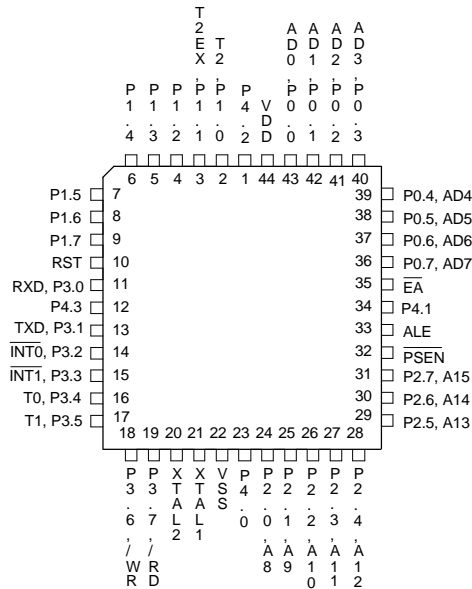 T2EX, P1.1
T2, P1.0
AD0, P0.0
AD1, P0.1
AD2, P0.2
AD3, P0.3
P1.4
P1.3
P1.2
P4.2
VDD
6 5 4 3 2 1 44 43 42 41 40
P1.5 7
P1.6 8
P1.7 9
RST 10
RXD, P3.0 11
P4.3 12
TXD, P3.1 13
INT0, P3.2 14
INT1, P3.3 15
T0, P3.4 16
T1, P3.5 17
39 P0.4, AD4
38 P0.5, AD5
37 P0.6, AD6
36 P0.7, AD7
35 EA
34 P4.1
33 ALE
32 PSEN
31 P2.7, A15
30 P2.6, A14
29 P2.5, A13
18 19 20 21 22 23 24 25 26 27 28
P3.6, /WR
P3.7, /RD
XTAL2
XTAL1
VSS
P4.0
P2.0, A8
P2.1, A9
P2.2, A10
P2.3, A11
P2.4, A12